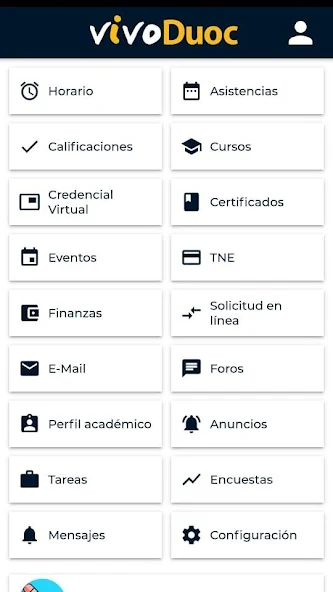 vivoDuoc
Horario
Asistencias
Calificaciones
Cursos
Credencial
Virtual
Certificados
Eventos
TNE
Finanzas
Solicitud en
línea
E-Mail
Foros
Perfil académico
Anuncios
Tareas
Encuestas
Mensajes
Configuración